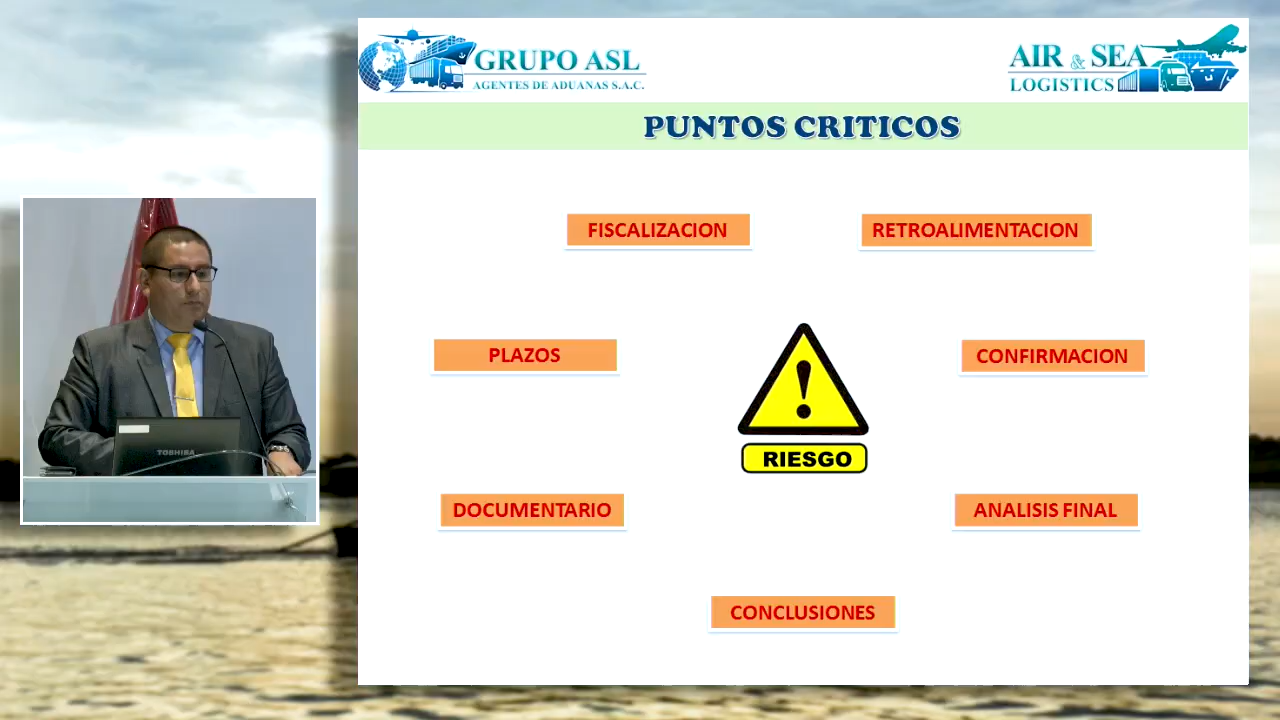 GRUPO ASL
AGENTES DE ADUANAS S.A.C.
AIR & SEA
LOGISTICS
PUNTOS CRITICOS
FISCALIZACION
RETROALIMENTACION
PLAZOS
CONFIRMACION
RIESGO
DOCUMENTARIO
ANALISIS FINAL
CONCLUSIONES
TOSHIBA